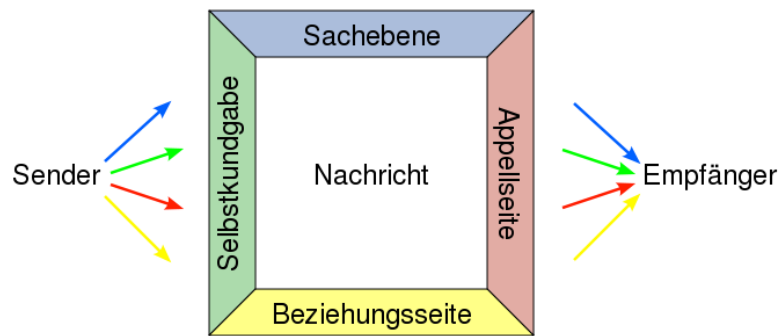 Sachebene
Sender
Selbstkundgabe
Nachricht
Appellseite
Empfänger
Beziehungsseite